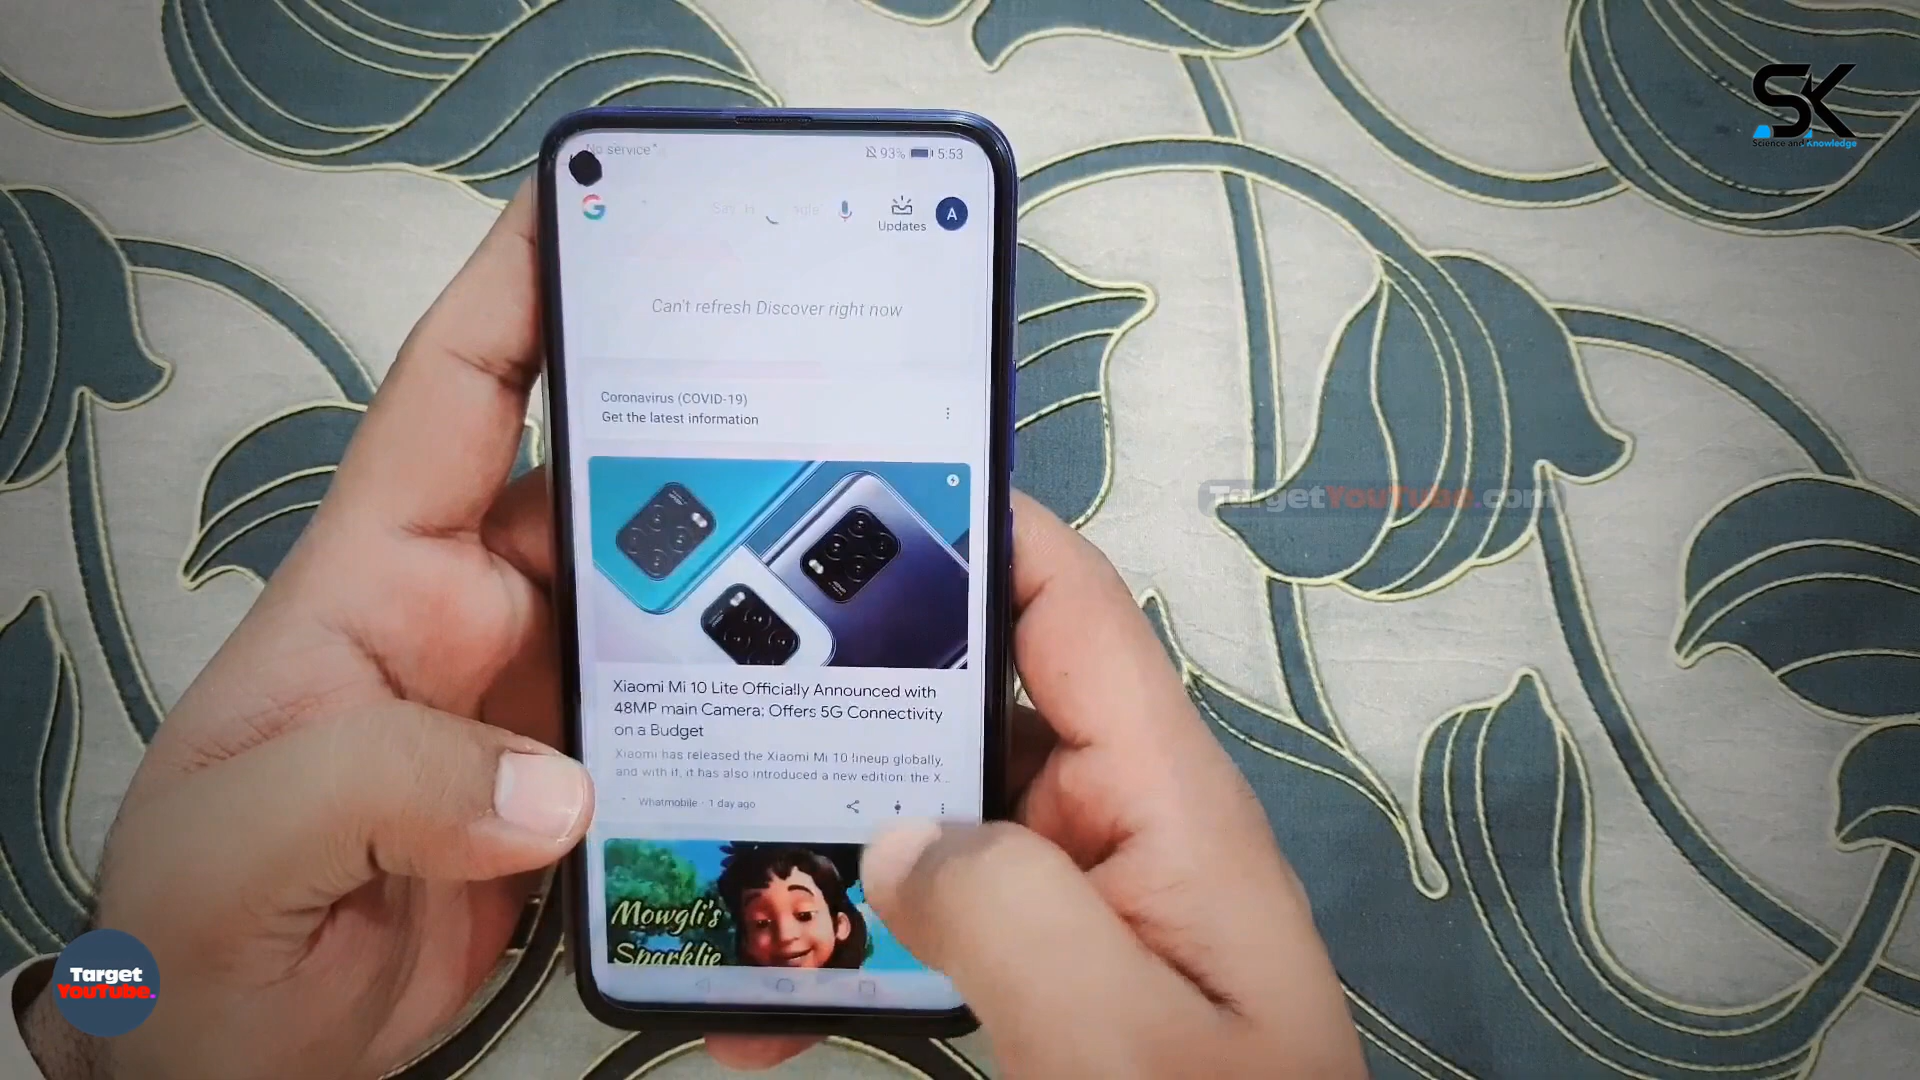 SK
Science and Knowledge
No service
93% 5:53
Updates
A
Can't refresh Discover right now
Coronavirus (COVID-19)
Get the latest information
TargetYouTube.com
Xiaomi Mi 10 Lite Officially Announced with
48MP main Camera; Offers 5G Connectivity
on a Budget
Xiaomi has released the Xiaomi Mi 10 lineup globally,
and with it, it has also introduced a new edition: the X...
Whatmobile · 1 day ago
Mowgli's
Sparklie
Target
YouTube.